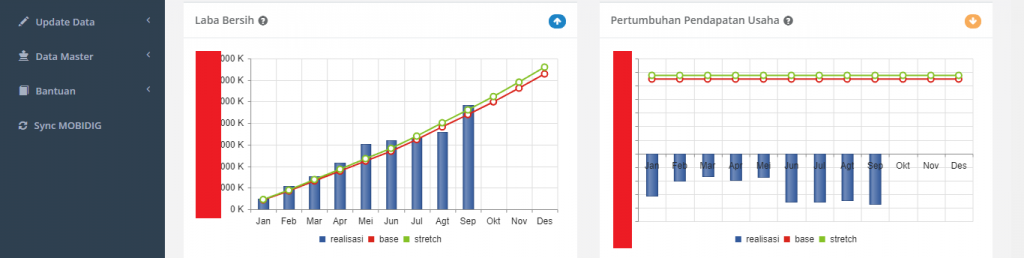 Update Data
Data Master
Bantuan
Sync MOBIDIG
Laba Bersih
000 K
000 K
000 K
000 K
000 K
000 K
000 K
0 K
Jan Feb Mar Apr Mei Jun Jul Agt Sep Okt Nov Des
realisasi base stretch
Pertumbuhan Pendapatan Usaha
Jan Feb Mar Apr Mei Jun Jul Agt Sep Okt Nov Des
realisasi base stretch